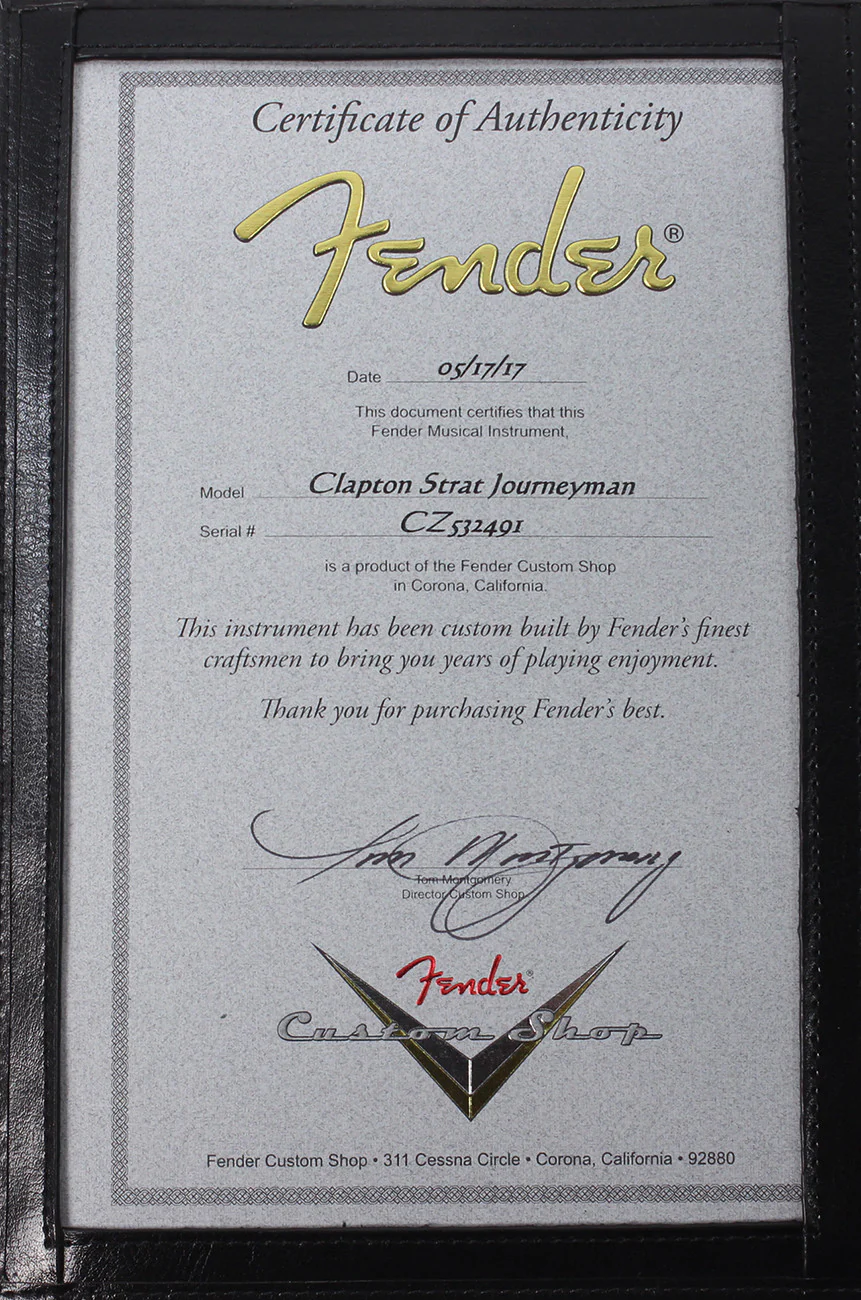 Certificate of Authenticity
Fender®
Date 05/17/17
This document certifies that this
Fender Musical Instrument,
Model Clapton Strat Journeyman
Serial # CZ532491
is a product of the Fender Custom Shop
in Corona, California.
This instrument has been custom built by Fender's finest
craftsmen to bring you years of playing enjoyment.
Thank you for purchasing Fender's best.
Tom Montgomery
Tom Montgomery
Director Custom Shop
Fender®
Custom Shop
Fender Custom Shop • 311 Cessna Circle • Corona, California • 92880